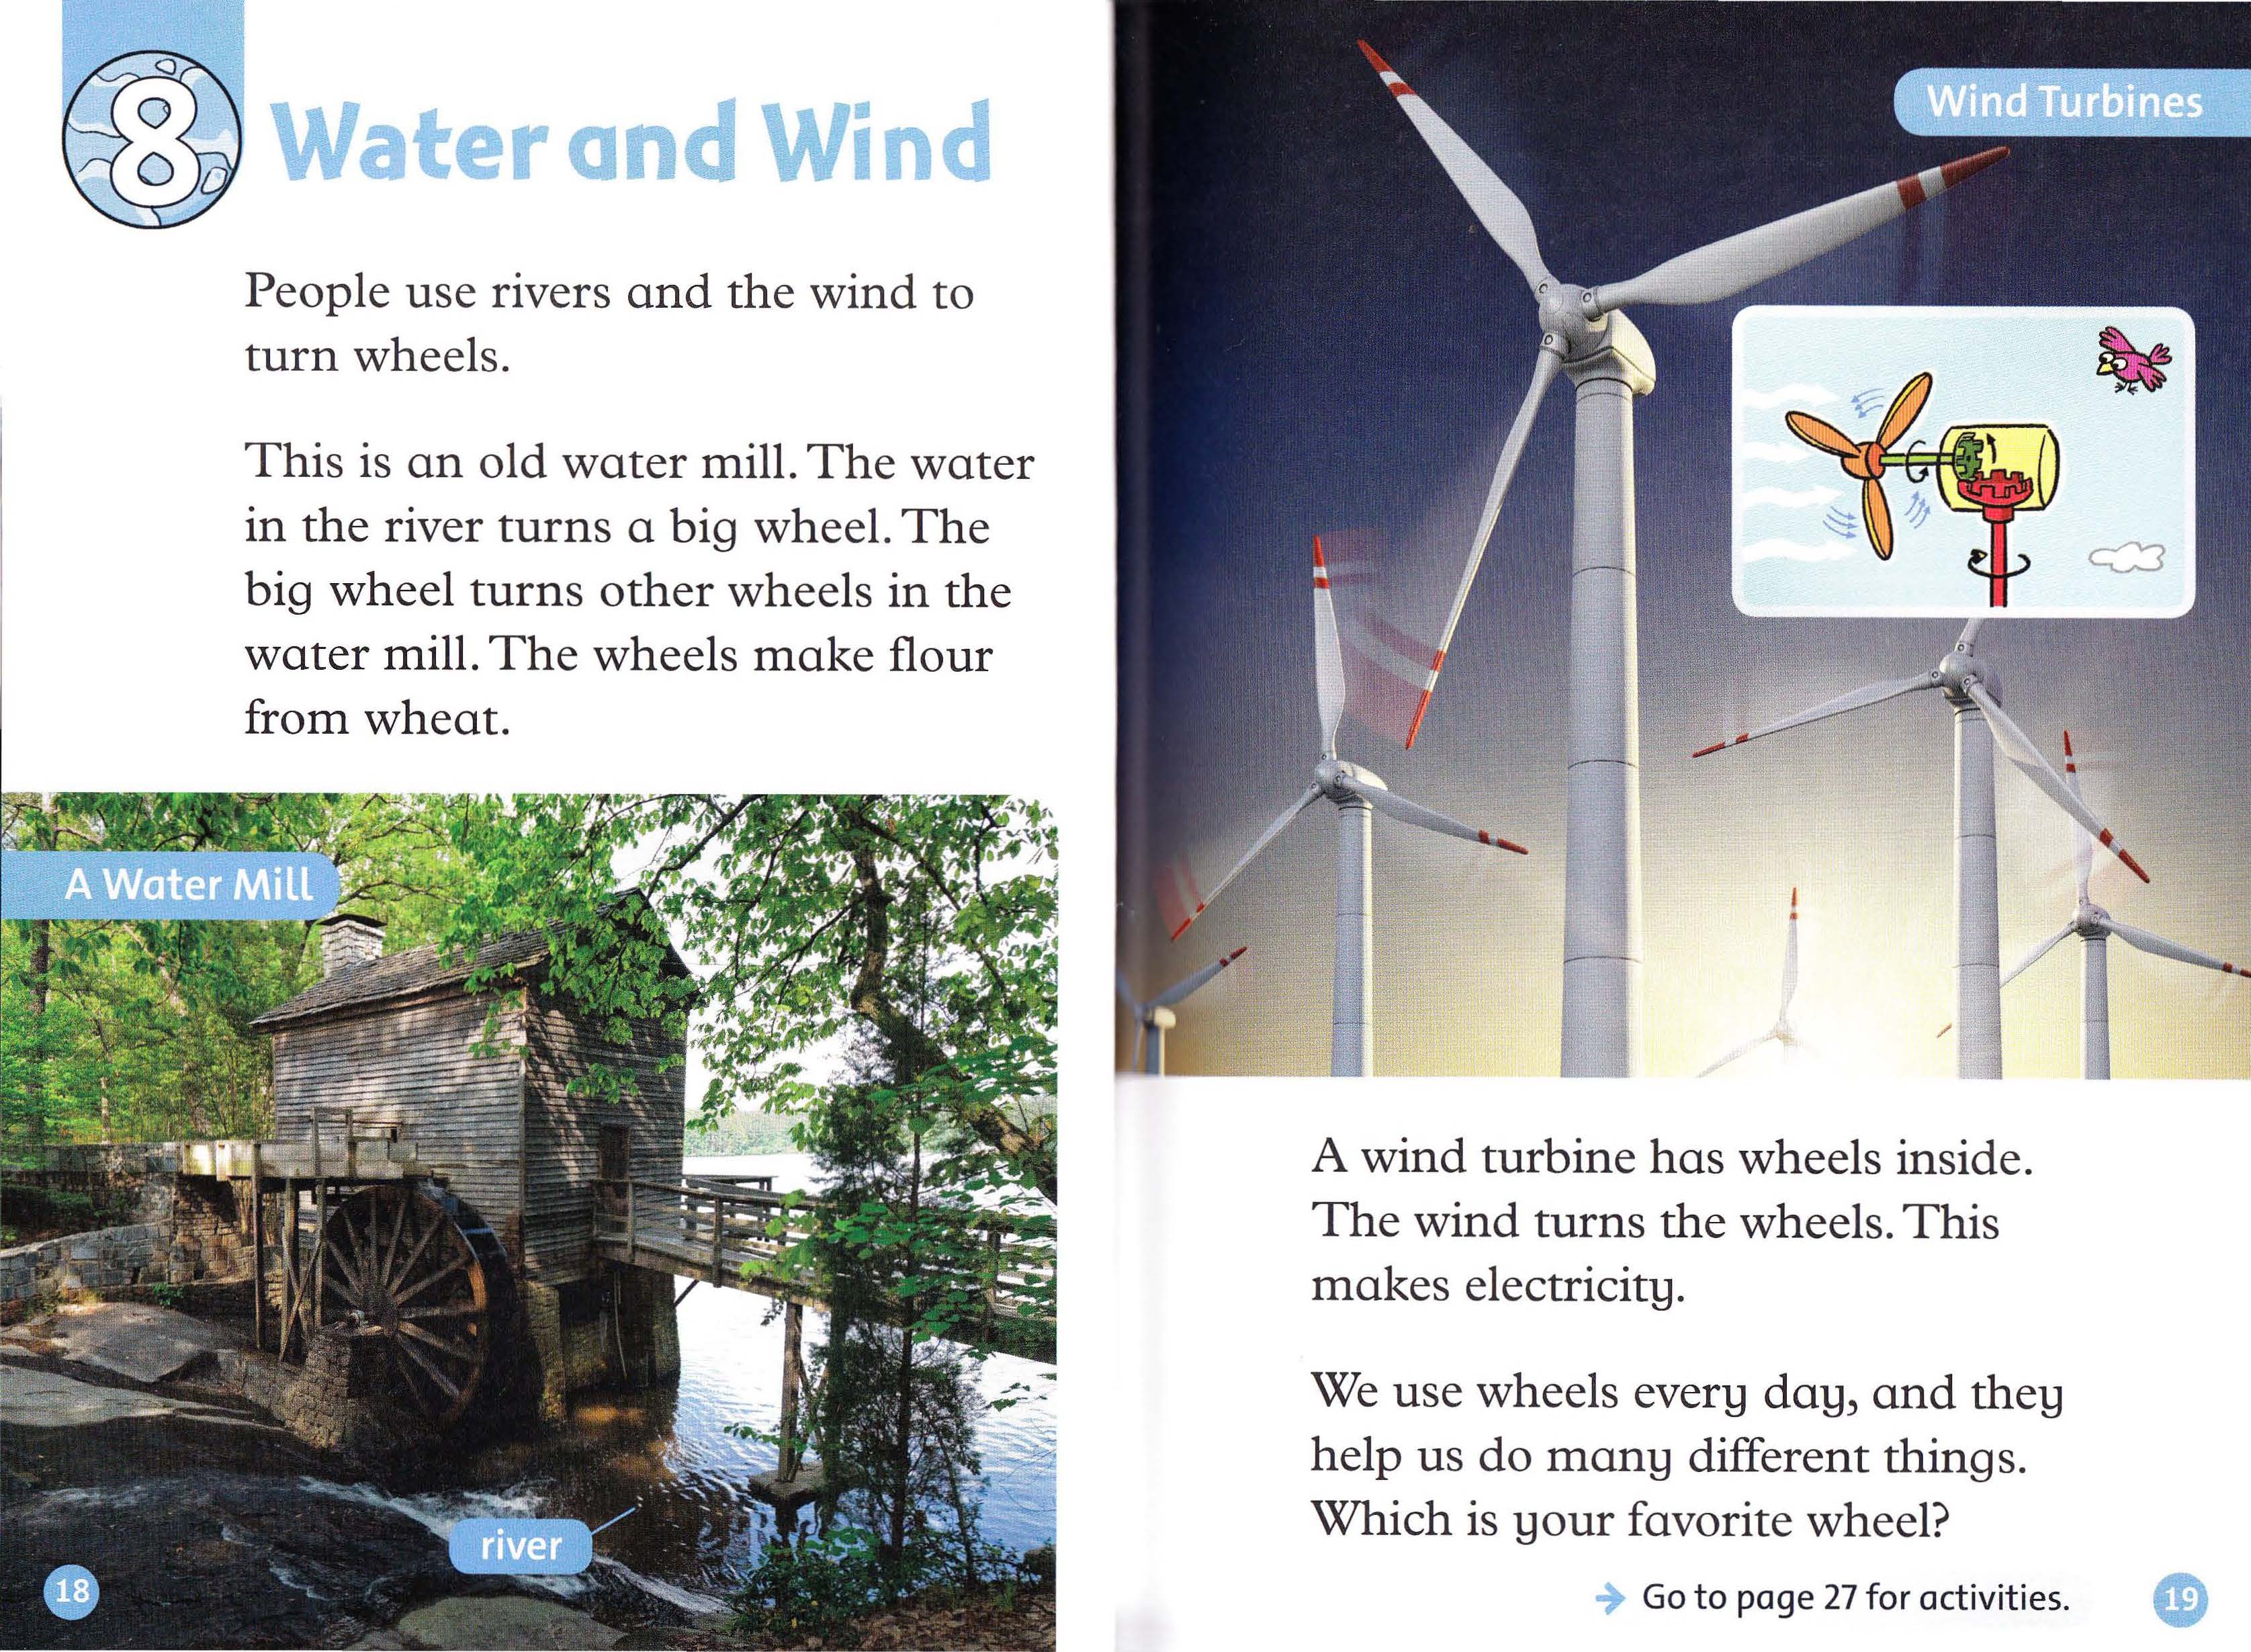 8
Water and Wind
People use rivers and the wind to
turn wheels.
This is an old water mill. The water
in the river turns a big wheel. The
big wheel turns other wheels in the
water mill. The wheels make flour
from wheat.
A Water Mill
river
18
Wind Turbines
A wind turbine has wheels inside.
The wind turns the wheels. This
makes electricity.
We use wheels every day, and they
help us do many different things.
Which is your favorite wheel?
→ Go to page 27 for activities.
19